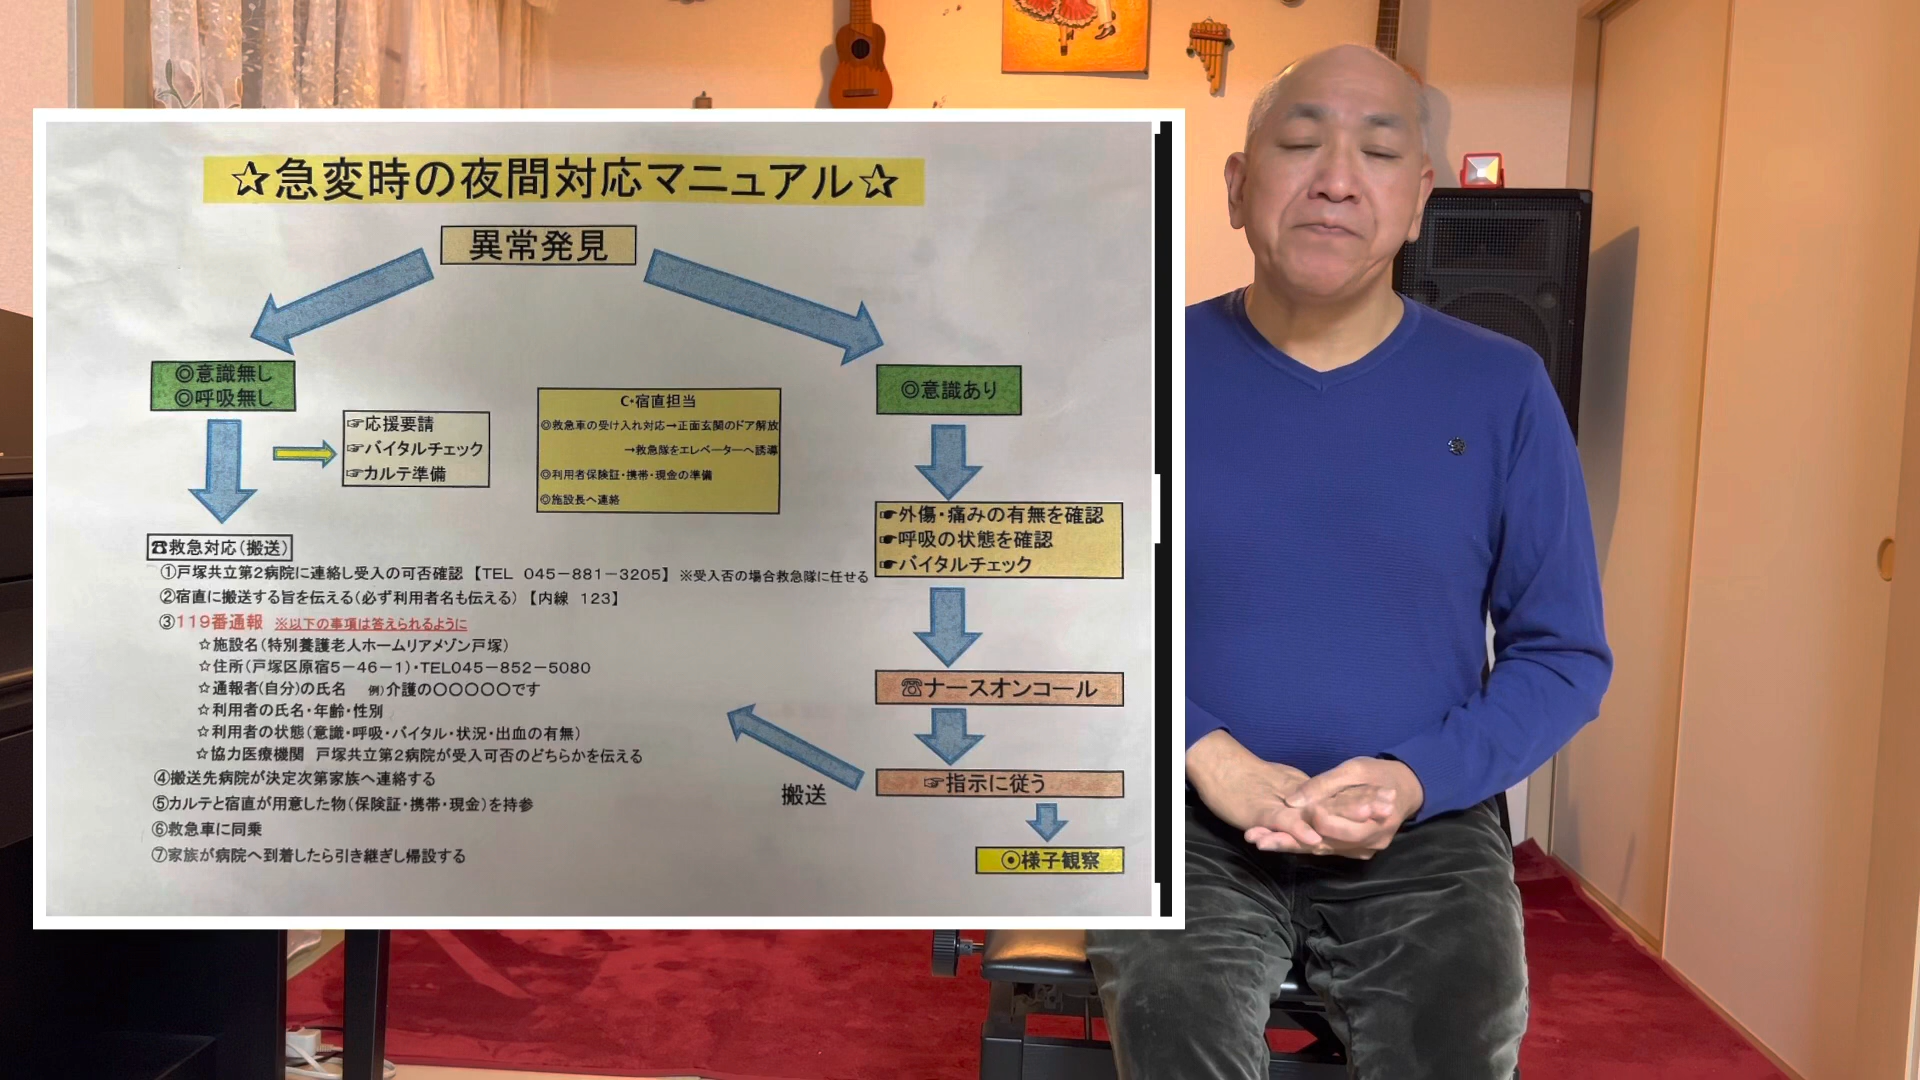 ☆急変時の夜間対応マニュアル☆
異常発見
◎意識無し
◎呼吸無し
☞応援要請
☞バイタルチェック
☞カルテ準備
C・宿直担当
◎救急車の受け入れ対応→正面玄関のドア解放
→救急隊をエレベーターへ誘導
◎利用者保険証・携帯・現金の準備
◎施設長へ連絡
◎意識あり
☛外傷・痛みの有無を確認
☛呼吸の状態を確認
☛バイタルチェック
☎救急対応(搬送)
①戸塚共立第2病院に連絡し受入の可否確認【TEL 045-881-3205】 ※受入否の場合救急隊に任せる
②宿直に搬送する旨を伝える(必ず利用者名も伝える)【内線 123】
③119番通報 ※以下の事項は答えられるように
☆施設名(特別養護老人ホームリアメゾン戸塚)
☆住所(戸塚区原宿5-46-1)・TEL045-852-5080
☆通報者(自分)の氏名 例)介護の〇〇〇〇〇です
☆利用者の氏名・年齢・性別
☆利用者の状態(意識・呼吸・バイタル・状況・出血の有無)
☆協力医療機関 戸塚共立第2病院が受入可否のどちらかを伝える
④搬送先病院が決定次第家族へ連絡する
⑤カルテと宿直が用意した物(保険証・携帯・現金)を持参
⑥救急車に同乗
⑦家族が病院へ到着したら引き継ぎし帰設する
☏ナースオンコール
☞指示に従う
搬送
⦿様子観察